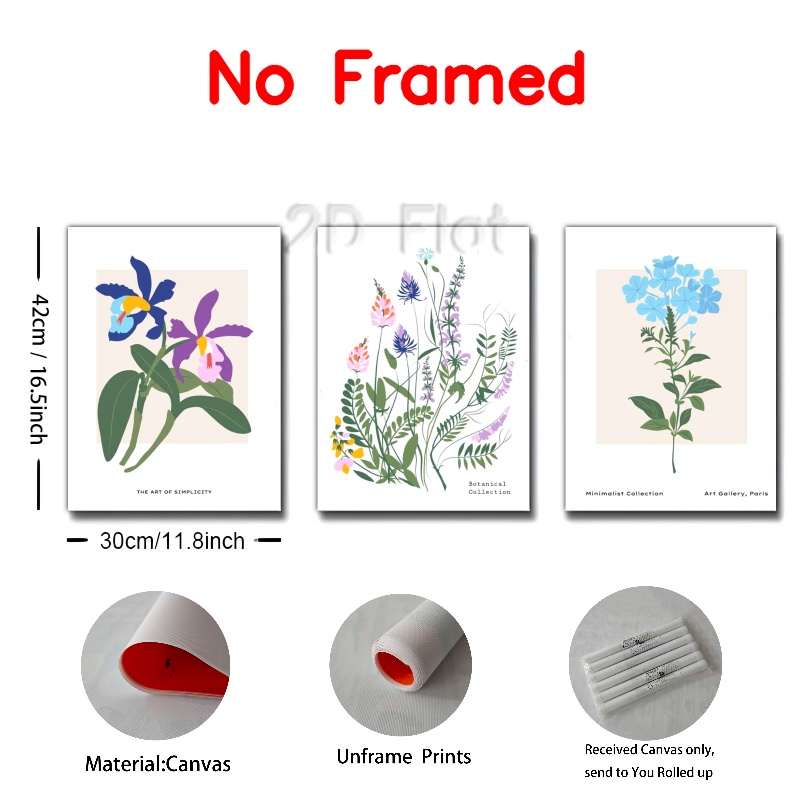 No Framed
2D Flat
42cm / 16.5inch
THE ART OF SIMPLICITY
Botanical
Collection
Minimalist Collection
Art Gallery, Paris
30cm/11.8inch
Material:Canvas
Unframe Prints
Received Canvas only,
send to You Rolled up